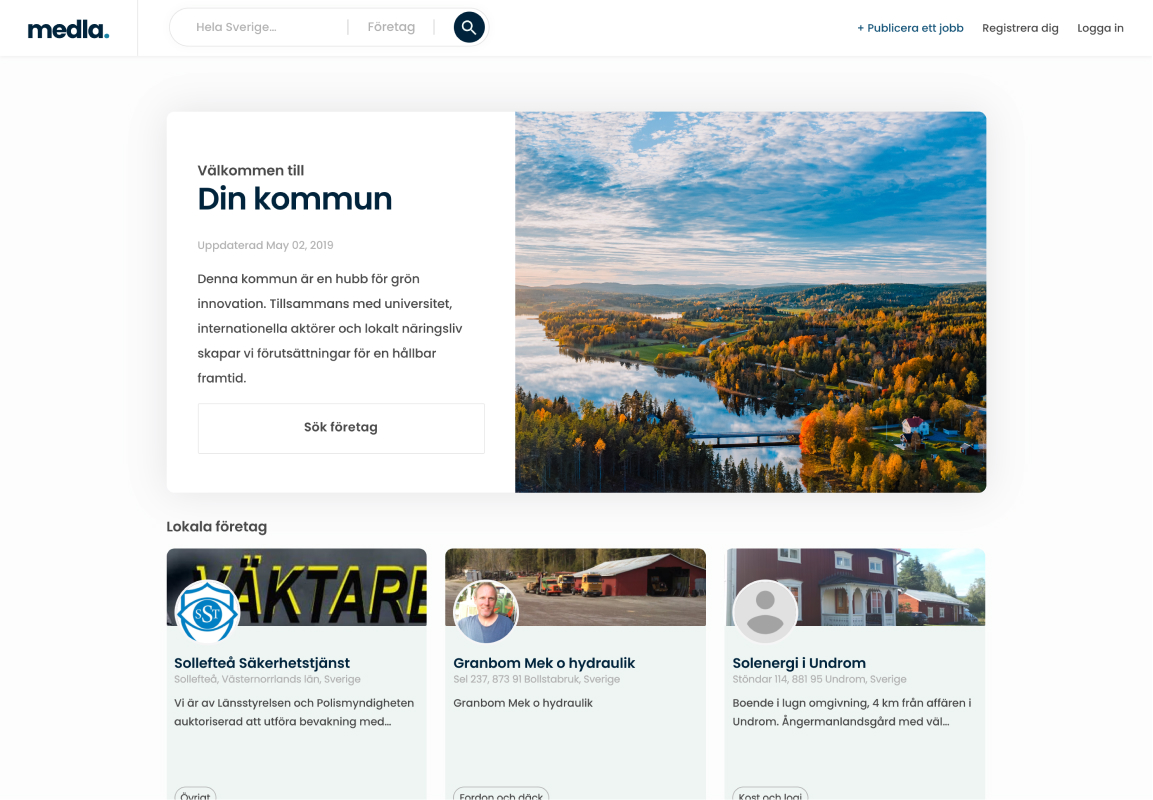 medla.
Hela Sverige...
Företag
+ Publicera ett jobb
Registrera dig
Logga in
Välkommen till
Din kommun
Uppdaterad May 02, 2019
Denna kommun är en hubb för grön
innovation. Tillsammans med universitet,
internationella aktörer och lokalt näringsliv
skapar vi förutsättningar för en hållbar
framtid.
Sök företag
Lokala företag
VÄKTARE
SST
Sollefteå Säkerhetstjänst
Sollefteå, Västernorrlands län, Sverige
Vi är av Länsstyrelsen och Polismyndigheten
auktoriserad att utföra bevakning med...
Övrigt
Granbom Mek o hydraulik
Sel 237, 873 91 Bollstabruk, Sverige
Granbom Mek o hydraulik
Fordon och däck
Solenergi i Undrom
Ständar 114, 881 95 Undrom, Sverige
Boende i lugn omgivning, 4 km från affären i
Undrom. Ångermanlandsgård med väl...
Kost och logi